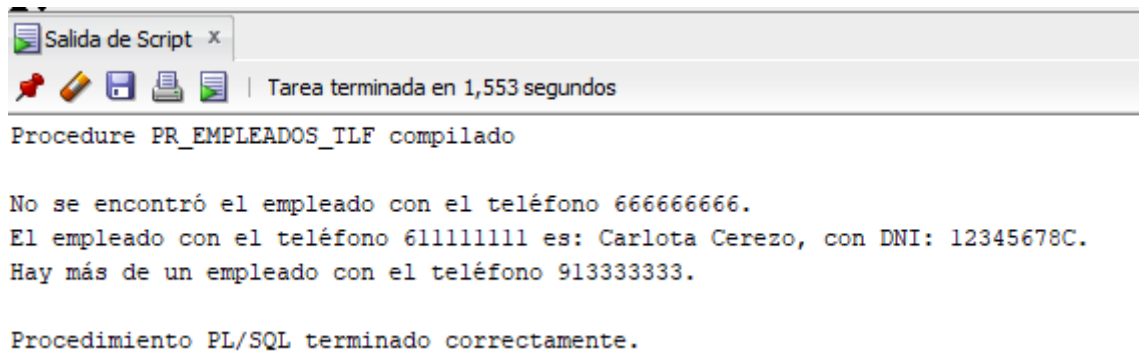 Salida de Script x
Tarea terminada en 1,553 segundos
Procedure PR_EMPLEADOS_TLF compilado
No se encontró el empleado con el teléfono 666666666.
El empleado con el teléfono 611111111 es: Carlota Cerezo, con DNI: 12345678C.
Hay más de un empleado con el teléfono 913333333.
Procedimiento PL/SQL terminado correctamente.